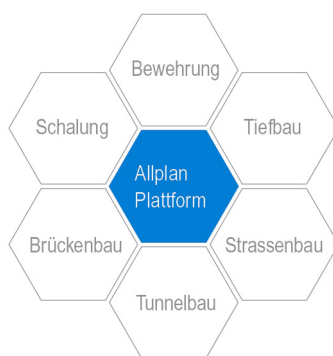 Bewehrung
Schalung
Tiefbau
Allplan
Plattform
Brückenbau
Strassenbau
Tunnelbau